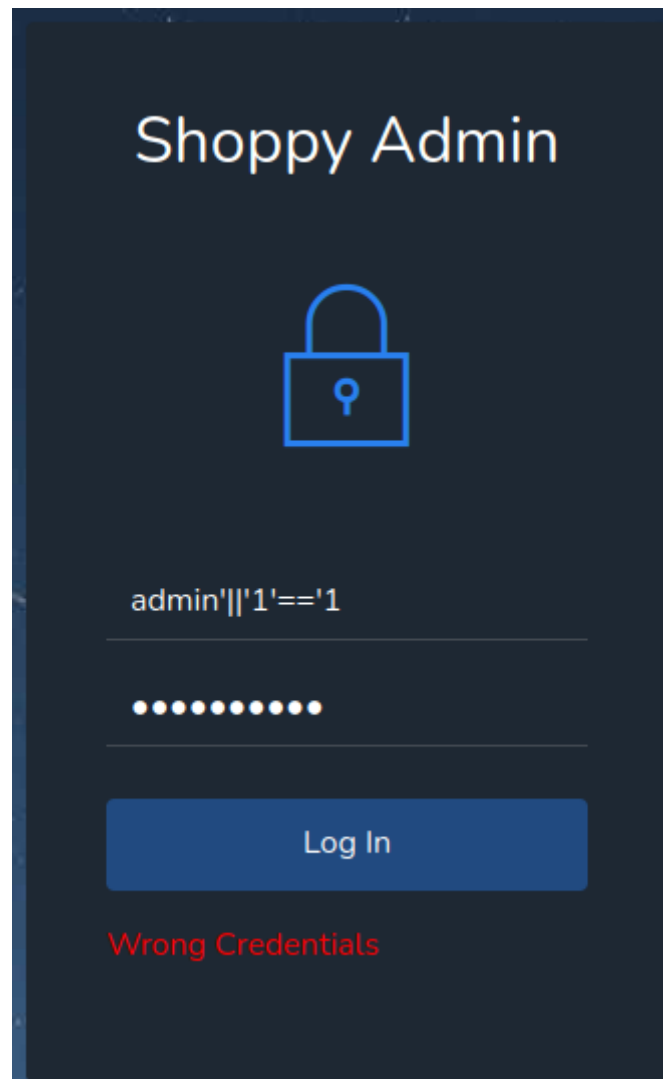 Shoppy Admin
admin'||'1'=='1
••••••••••
Log In
Wrong Credentials